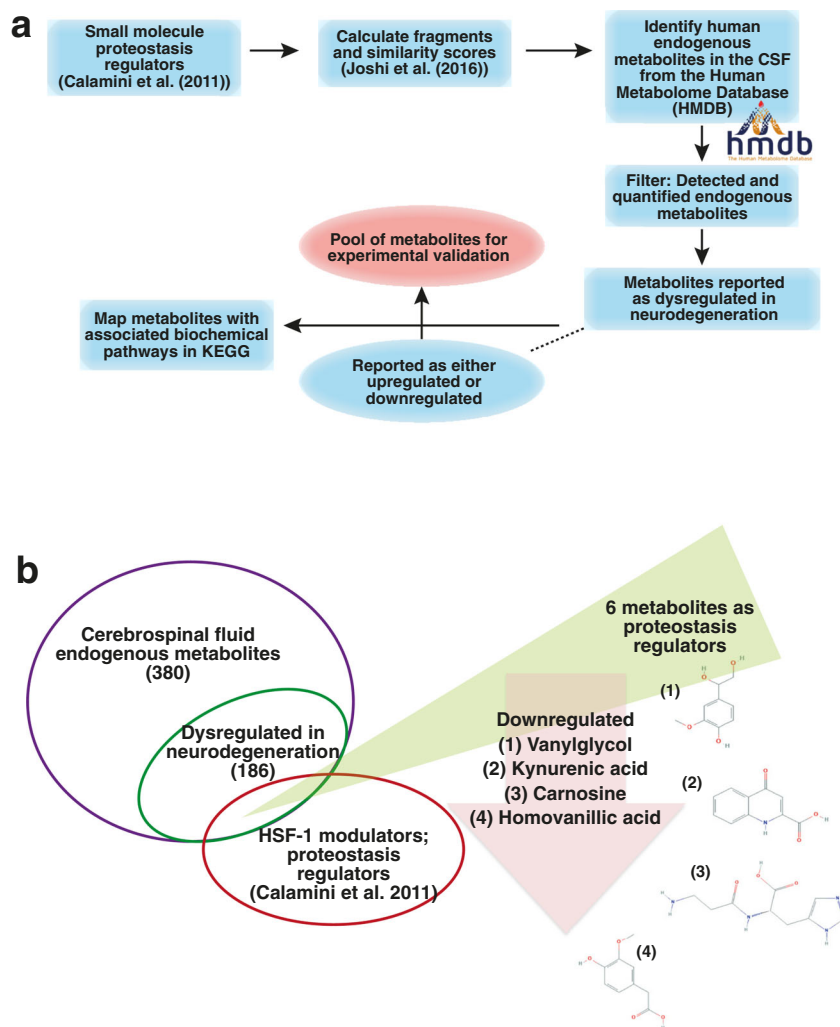 a
Small molecule
proteostasis
regulators
(Calamini et al. (2011))
Calculate fragments
and similarity scores
(Joshi et al. (2016))
Identify human
endogenous
metabolites in the CSF
from the Human
Metabolome Database
(HMDB)
hmdb
The Human Metabolome Database
Filter: Detected and
quantified endogenous
metabolites
Metabolites reported
as dysregulated in
neurodegeneration
Pool of metabolites for
experimental validation
Map metabolites with
associated biochemical
pathways in KEGG
Reported as either
upregulated or
downregulated
b
Cerebrospinal fluid
endogenous metabolites
(380)
Dysregulated in
neurodegeneration
(186)
HSF-1 modulators;
proteostasis
regulators
(Calamini et al. 2011)
6 metabolites as
proteostasis
regulators
Downregulated
(1) Vanylglycol
(2) Kynurenic acid
(3) Carnosine
(4) Homovanillic acid
(1)
(2)
(3)
(4)